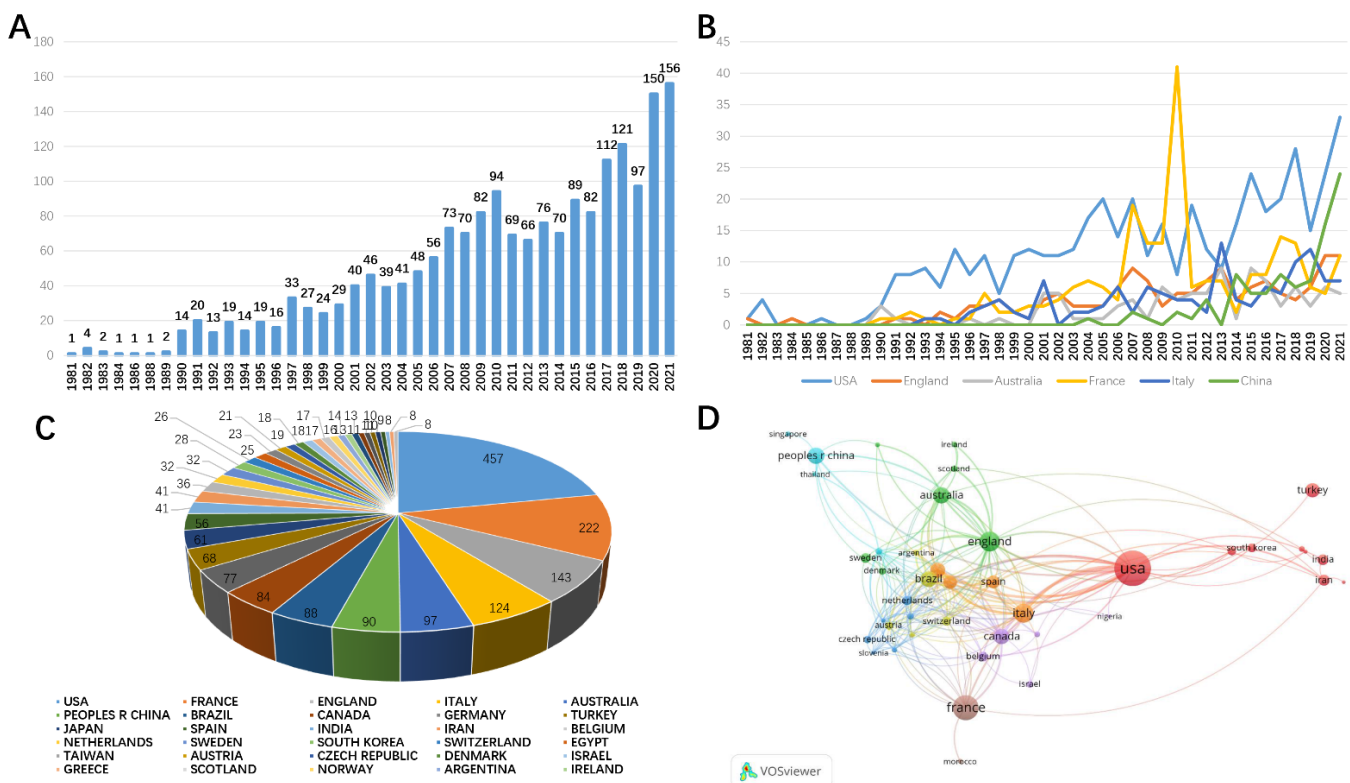 A
180
160
140
120
100
80
60
40
20
0
1 4 2 1 1 1 2 14 20 13 19 14 19 16 33 27 24 29 40 46 39 41 48 56 73 70 82 94 69 66 76 70 89 82 112 121 97 150 156
1981 1982 1983 1984 1986 1988 1989 1990 1991 1992 1993 1994 1995 1996 1997 1998 1999 2000 2001 2002 2003 2004 2005 2006 2007 2008 2009 2010 2011 2012 2013 2014 2015 2016 2017 2018 2019 2020 2021
B
45
40
35
30
25
20
15
10
5
0
1981 1982 1983 1984 1985 1986 1987 1988 1989 1990 1991 1992 1993 1994 1995 1996 1997 1998 1999 2000 2001 2002 2003 2004 2005 2006 2007 2008 2009 2010 2011 2012 2013 2014 2015 2016 2017 2018 2019 2020 2021
USA England Australia France Italy China
C
457
222
143
124
97
90
88
84
77
68
61
56
41
41
36
32
32
28
26
25
23
21
19
18
18
17
17
16
14
13
13
11
10
10
9
8
8
8
USA FRANCE ENGLAND ITALY AUSTRALIA
PEOPLES R CHINA BRAZIL CANADA GERMANY TURKEY
JAPAN SPAIN INDIA IRAN BELGIUM
NETHERLANDS SWEDEN SOUTH KOREA SWITZERLAND EGYPT
TAIWAN AUSTRIA CZECH REPUBLIC DENMARK ISRAEL
GREECE SCOTLAND NORWAY ARGENTINA IRELAND
D
singapore
peoples r china
thailand
ireland
scotland
australia
england
sweden
argentina
denmark
brazil
spain
netherlands
italy
austria
switzerland
czech republic
slovenia
canada
belgium
israel
nigeria
usa
france
morocco
turkey
south korea
india
iran
VOSviewer